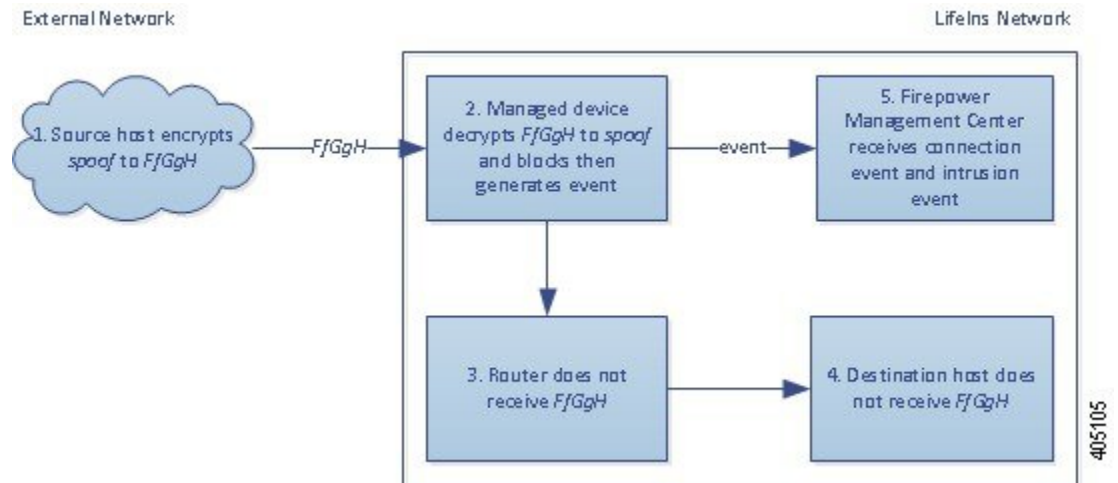 External Network
LifeIns Network
1. Source host encrypts
spoof to FfGgH
FfGgH
2. Managed device
decrypts FfGgH to spoof
and blocks then
generates event
event
5. Firepower
Management Center
receives connection
event and intrusion
event
3. Router does not
receive FfGgH
4. Destination host does
not receive FfGgH
405105